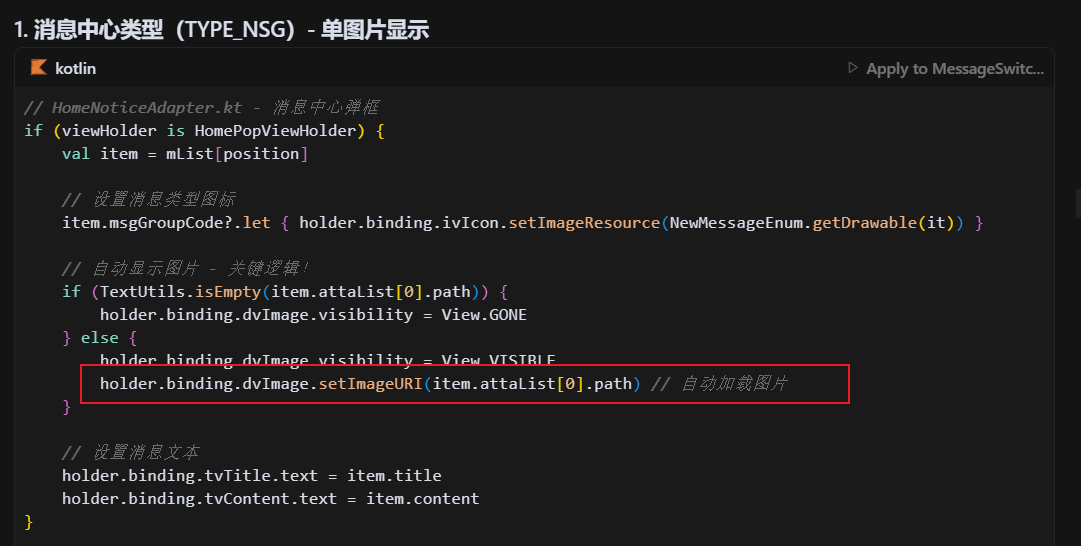 1. 消息中心类型（TYPE_NSG）- 单图片显示
kotlin
Apply to MessageSwitc...
// HomeNoticeAdapter.kt - 消息中心弹框
if (viewHolder is HomePopViewHolder) {
    val item = mList[position]
    // 设置消息类型图标
    item.msgGroupCode?.let { holder.binding.ivIcon.setImageResource(NewMessageEnum.getDrawable(it)) }
    // 自动显示图片 - 关键逻辑！
    if (TextUtils.isEmpty(item.attaList[0].path)) {
        holder.binding.dvImage.visibility = View.GONE
    } else {
        holder.binding.dvImage.visibility = View.VISIBLE
        holder.binding.dvImage.setImageURI(item.attaList[0].path) // 自动加载图片
    }
    // 设置消息文本
    holder.binding.tvTitle.text = item.title
    holder.binding.tvContent.text = item.content
}